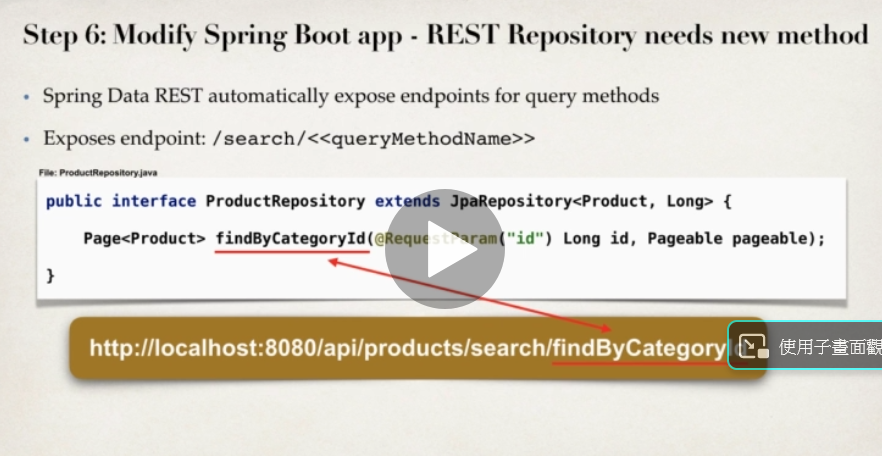 Step 6: Modify Spring Boot app - REST Repository needs new method
• Spring Data REST automatically expose endpoints for query methods
• Exposes endpoint: /search/<<queryMethodName>>
File: ProductRepository.java
public interface ProductRepository extends JpaRepository<Product, Long> {
Page<Product> findByCategoryId(@RequestParam("id") Long id, Pageable pageable);
}
http://localhost:8080/api/products/search/findByCategoryId
使用子畫面觀